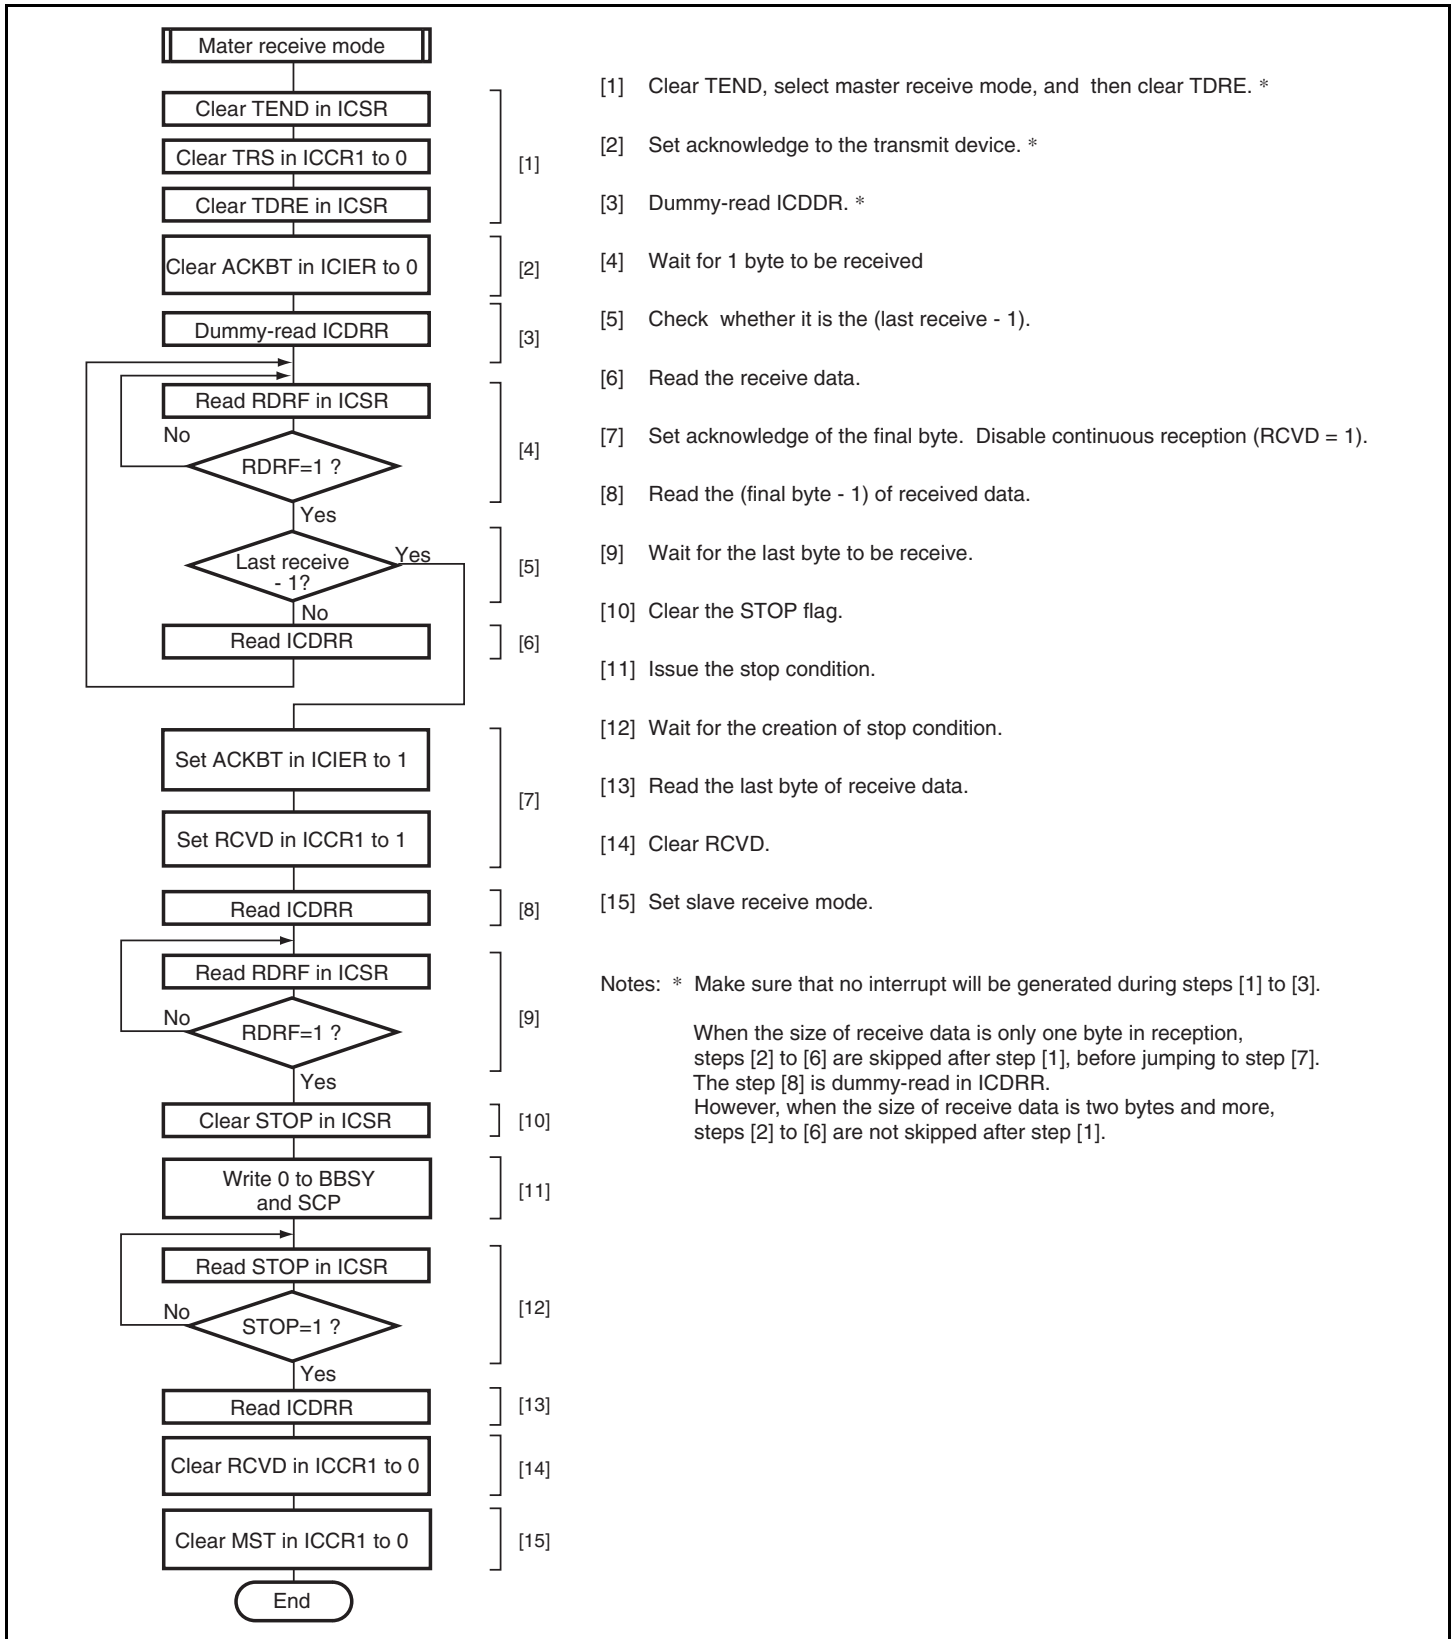 Mater receive mode
Clear TEND in ICSR
Clear TRS in ICCR1 to 0
Clear TDRE in ICSR
[1]
Clear ACKBT in ICIER to 0
[2]
Dummy-read ICDRR
[3]
Read RDRF in ICSR
No
RDRF=1 ?
[4]
Yes
Last receive
- 1?
Yes
[5]
No
Read ICDRR
[6]
Set ACKBT in ICIER to 1
Set RCVD in ICCR1 to 1
[7]
Read ICDRR
[8]
Read RDRF in ICSR
No
RDRF=1 ?
[9]
Yes
Clear STOP in ICSR
[10]
Write 0 to BBSY
and SCP
[11]
Read STOP in ICSR
No
STOP=1 ?
[12]
Yes
Read ICDRR
[13]
Clear RCVD in ICCR1 to 0
[14]
Clear MST in ICCR1 to 0
[15]
End
[1] Clear TEND, select master receive mode, and then clear TDRE. *
[2] Set acknowledge to the transmit device. *
[3] Dummy-read ICDDR. *
[4] Wait for 1 byte to be received
[5] Check whether it is the (last receive - 1).
[6] Read the receive data.
[7] Set acknowledge of the final byte. Disable continuous reception (RCVD = 1).
[8] Read the (final byte - 1) of received data.
[9] Wait for the last byte to be receive.
[10] Clear the STOP flag.
[11] Issue the stop condition.
[12] Wait for the creation of stop condition.
[13] Read the last byte of receive data.
[14] Clear RCVD.
[15] Set slave receive mode.
Notes: * Make sure that no interrupt will be generated during steps [1] to [3].
When the size of receive data is only one byte in reception,
steps [2] to [6] are skipped after step [1], before jumping to step [7].
The step [8] is dummy-read in ICDRR.
However, when the size of receive data is two bytes and more,
steps [2] to [6] are not skipped after step [1].